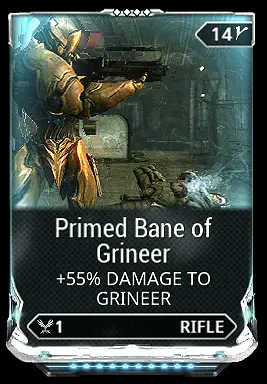 14
Primed Bane of
Grineer
+55% DAMAGE TO
GRINEER
1
RIFLE